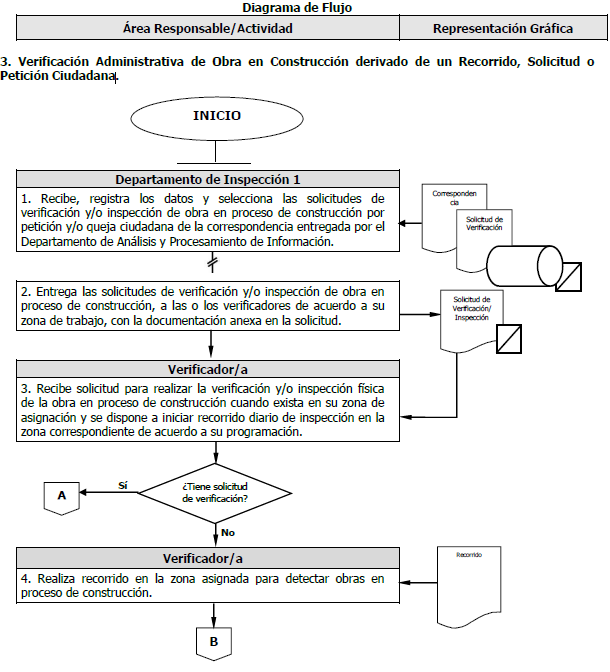 Diagrama de Flujo
Área Responsable/Actividad
Representación Gráfica
3. Verificación Administrativa de Obra en Construcción derivado de un Recorrido, Solicitud o
Petición Ciudadana.
INICIO
Departamento de Inspección 1
1. Recibe, registra los datos y selecciona las solicitudes de
verificación y/o inspección de obra en proceso de construcción por
petición y/o queja ciudadana de la correspondencia entregada por el
Departamento de Análisis y Procesamiento de Información.
Corresponden
cia
Solicitud de
Verificación
2. Entrega las solicitudes de verificación y/o inspección de obra en
proceso de construcción, a las o los verificadores de acuerdo a su
zona de trabajo, con la documentación anexa en la solicitud.
Solicitud de
Verificación/
Inspección
Verificador/a
3. Recibe solicitud para realizar la verificación y/o inspección física
de la obra en proceso de construcción cuando exista en su zona de
asignación y se dispone a iniciar recorrido diario de inspección en la
zona correspondiente de acuerdo a su programación.
¿Tiene solicitud
de verificación?
Sí
A
No
Verificador/a
4. Realiza recorrido en la zona asignada para detectar obras en
proceso de construcción.
Recorrido
B